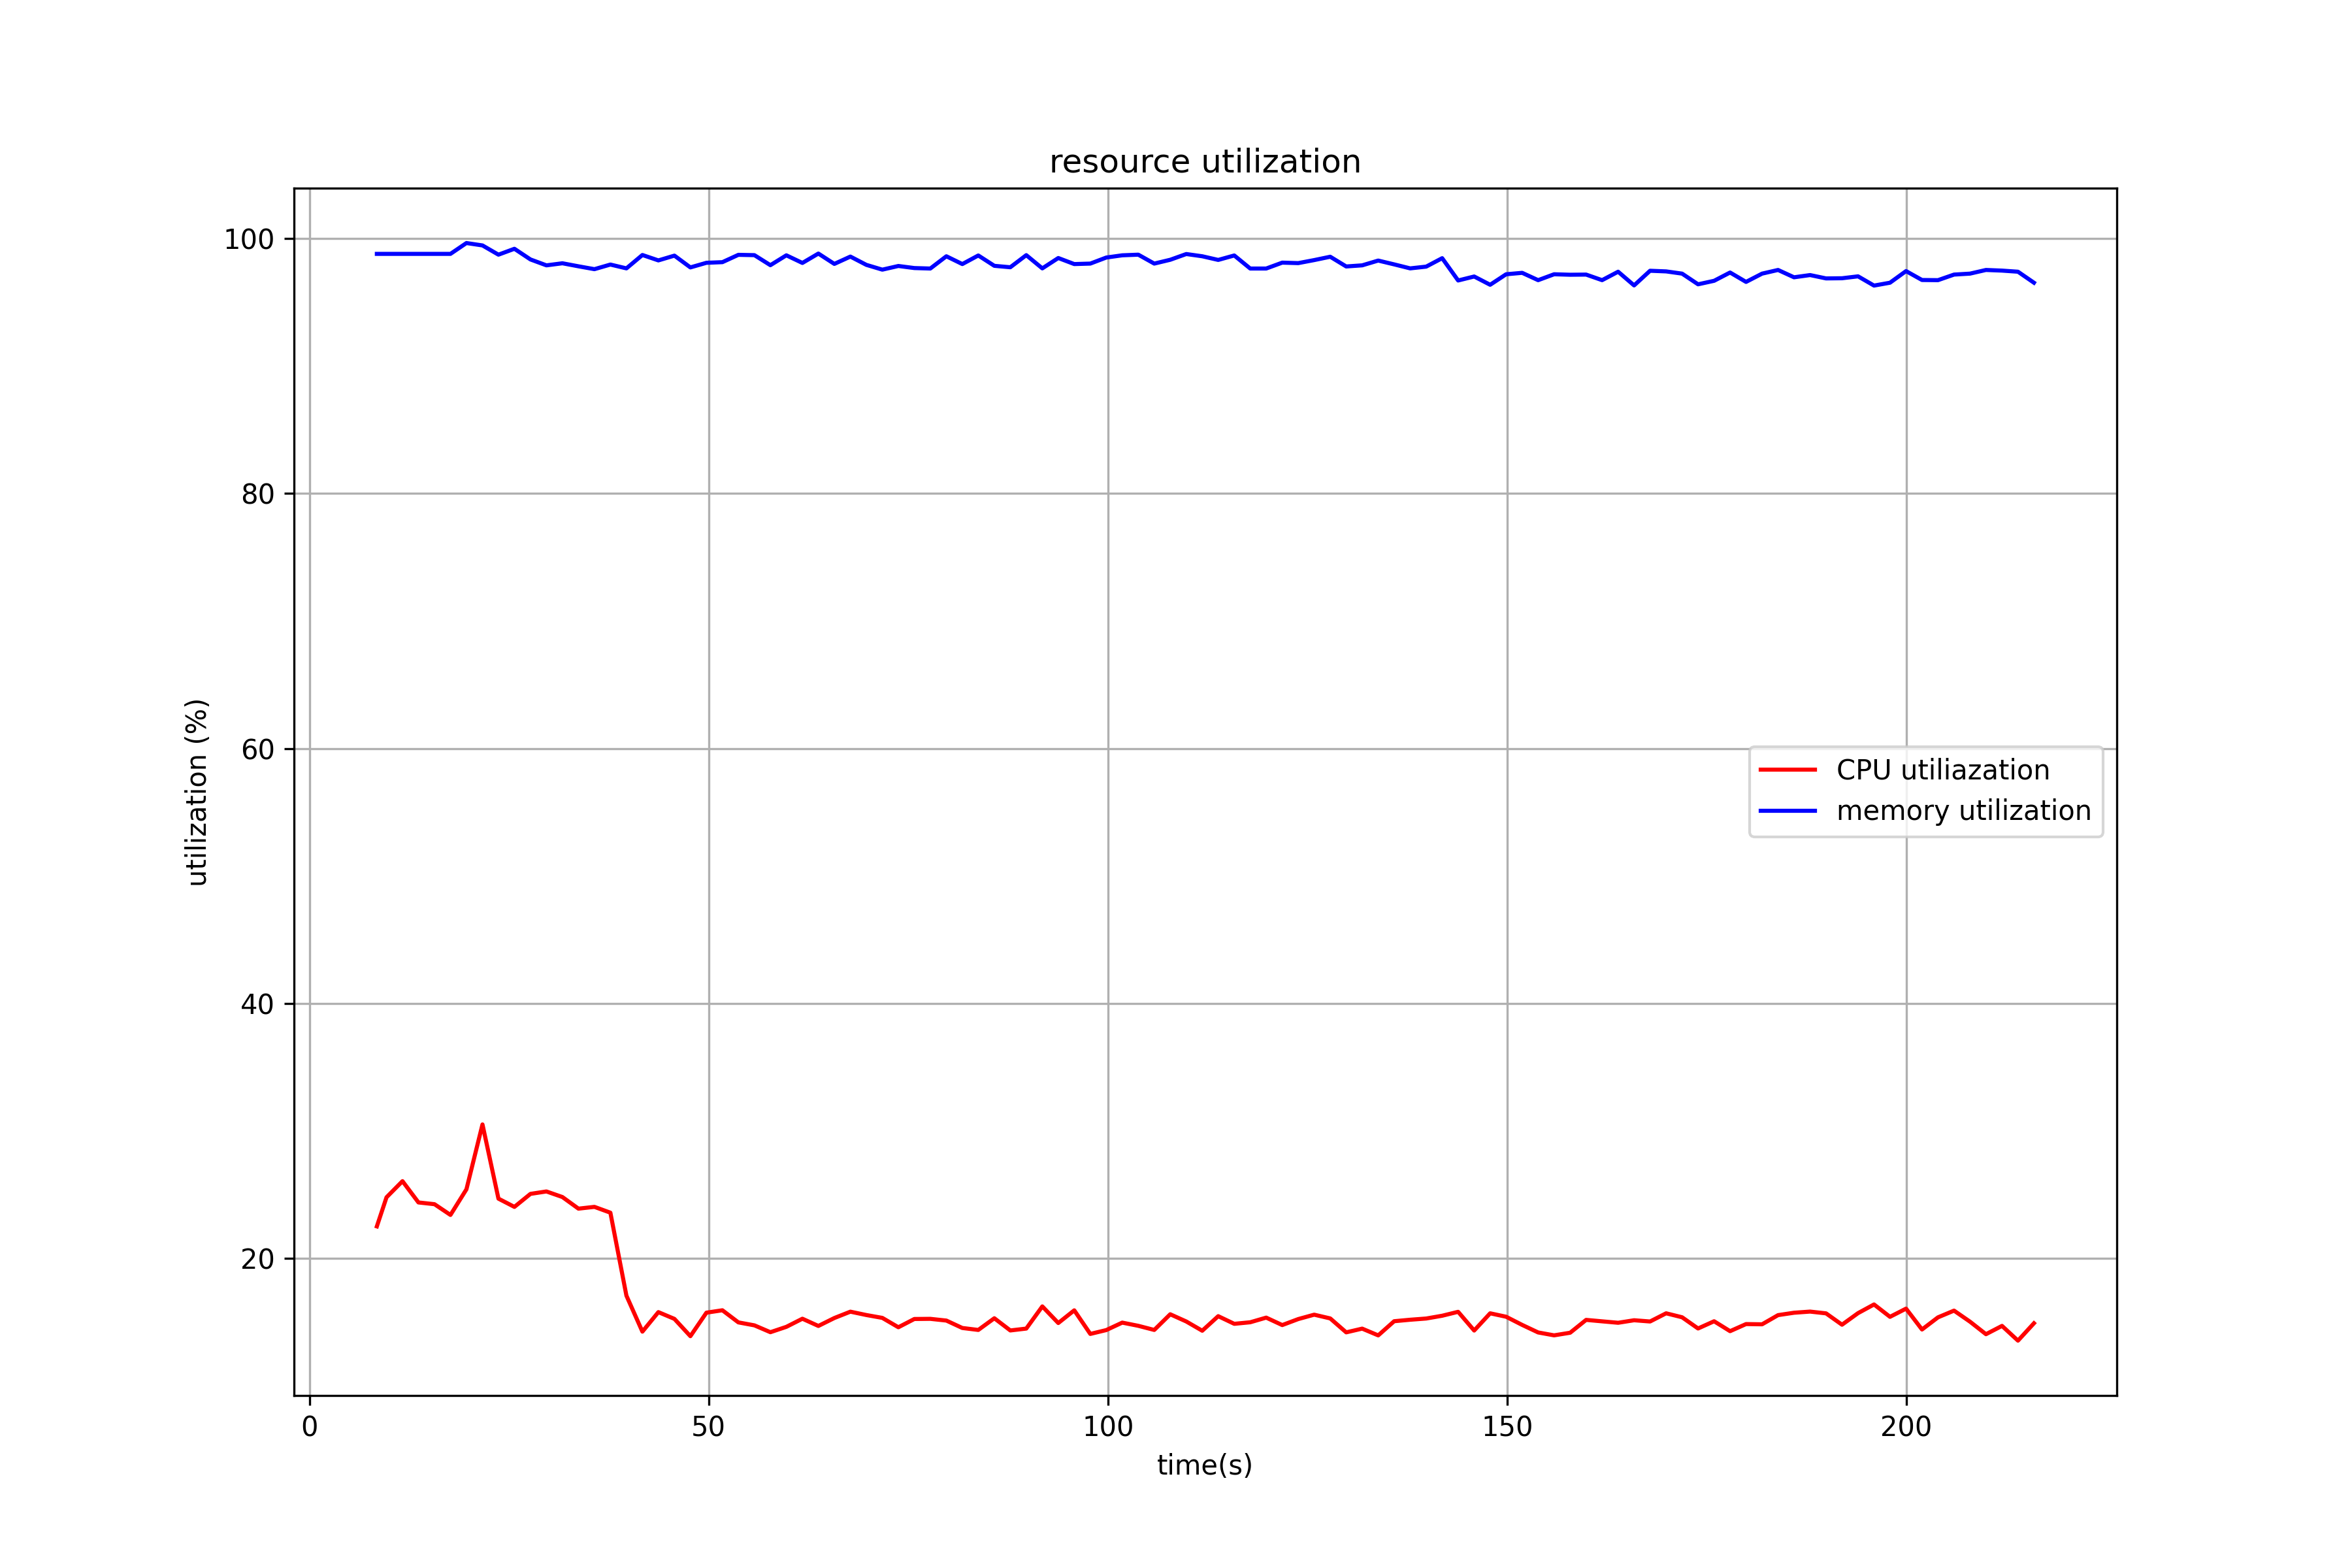 resource utilization
100
80
60
40
20
utilization (%)
CPU utiliazation
memory utilization
0 50 100 150 200
time(s)